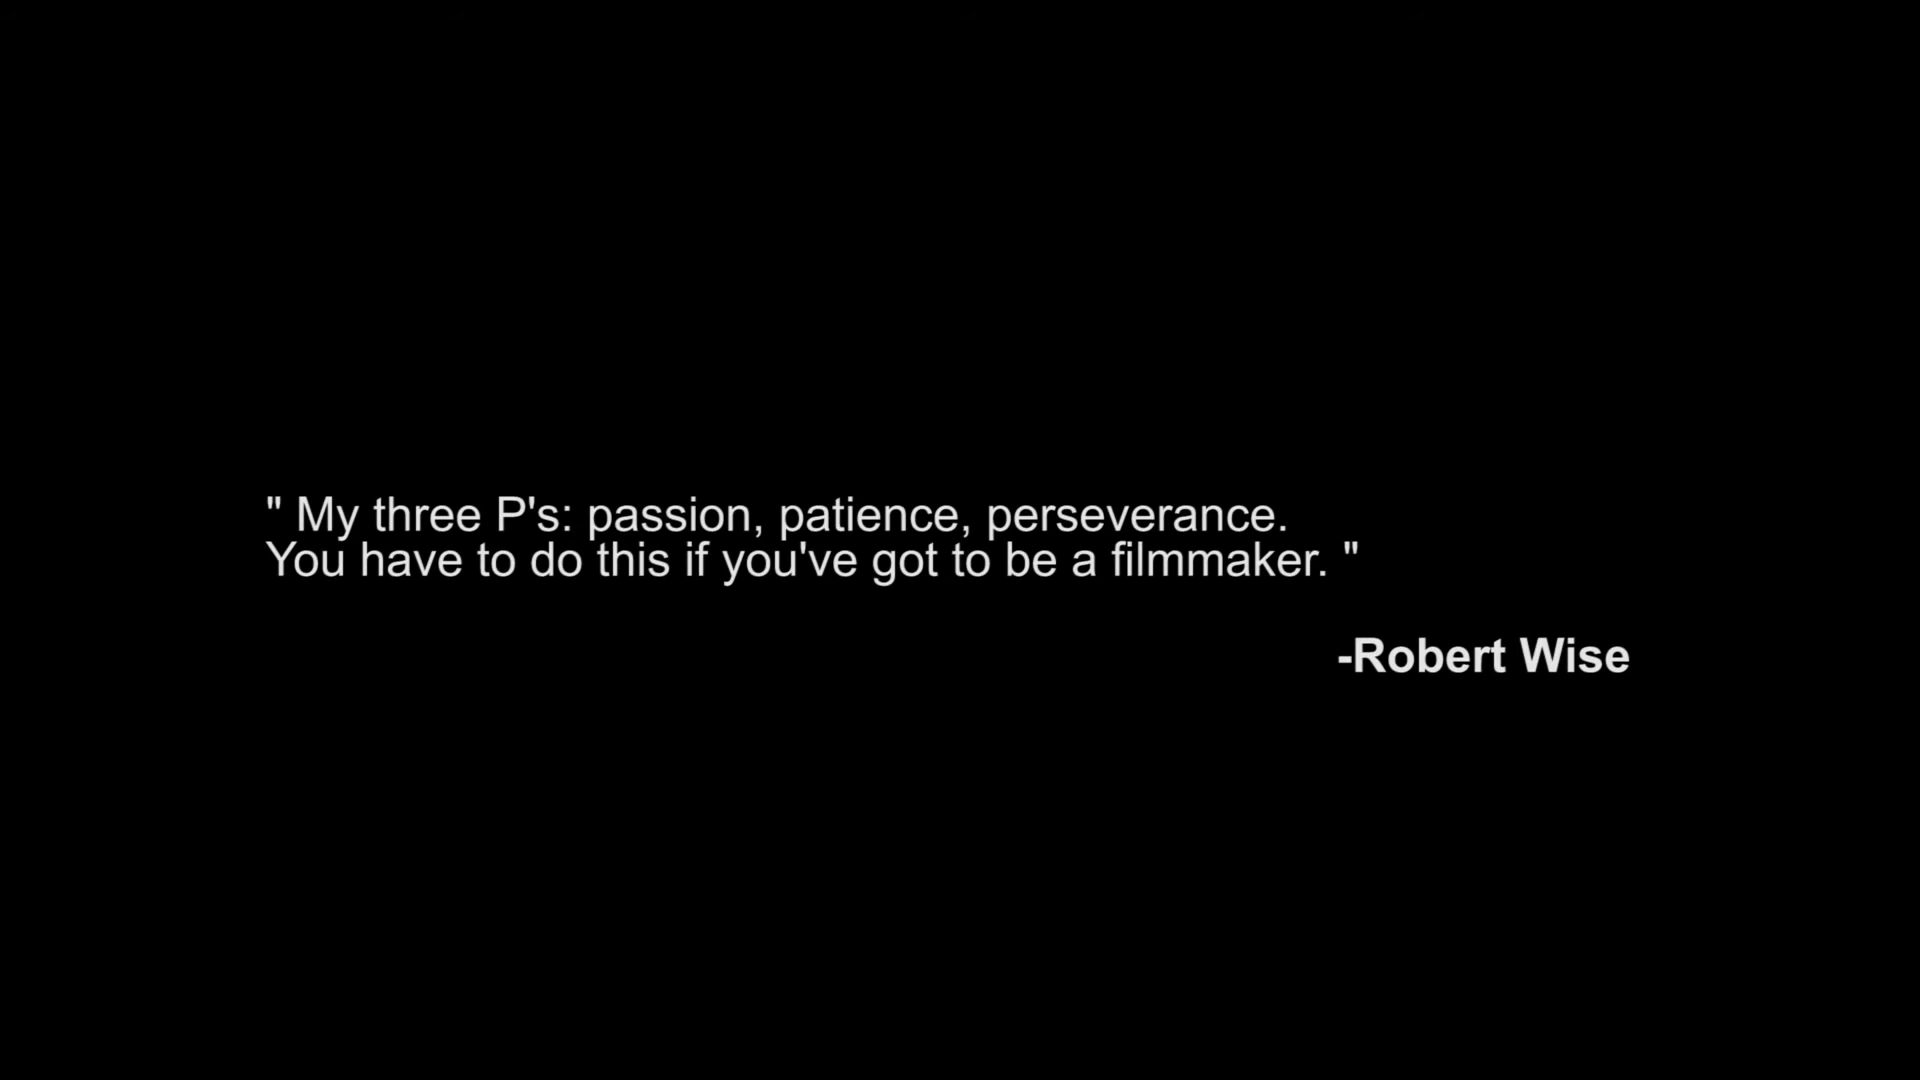 " My three P's: passion, patience, perseverance.
You have to do this if you've got to be a filmmaker. "
-Robert Wise